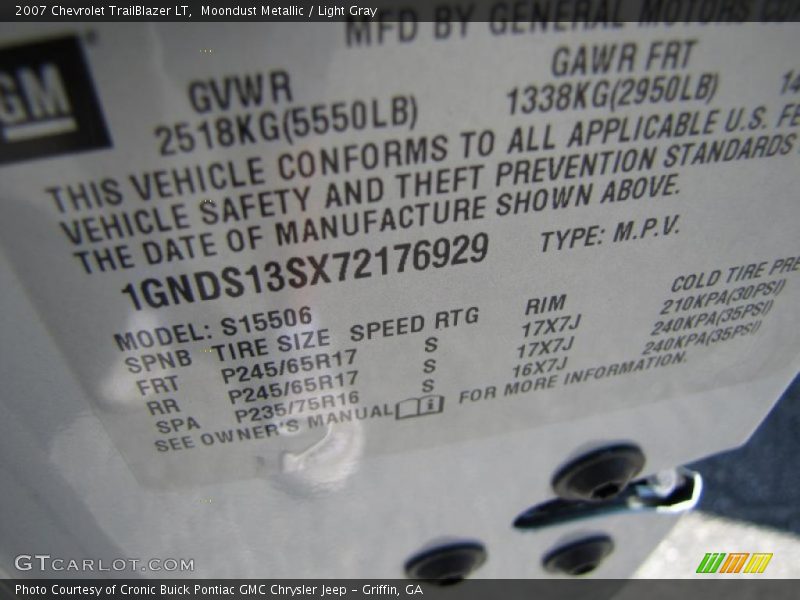 2007 Chevrolet TrailBlazer LT, Moondust Metallic / Light Gray
MFD BY GENERAL MOTORS
GM
GVWR
2518KG(5550LB)
GAWR FRT
1338KG(2950LB)
THIS VEHICLE CONFORMS TO ALL APPLICABLE U.S.
VEHICLE SAFETY AND THEFT PREVENTION STANDARDS
THE DATE OF MANUFACTURE SHOWN ABOVE.
1GNDS13SX72176929 TYPE: M.P.V.
MODEL: S15506
SPNB TIRE SIZE SPEED RTG RIM COLD TIRE
FRT P245/65R17 S 17X7J 210KPA(30PSI)
RR P245/65R17 S 17X7J 240KPA(35PSI)
SPA P235/75R16 S 16X7J 240KPA(35PSI)
SEE OWNER'S MANUAL FOR MORE INFORMATION.
GTCARLOT.COM
Photo Courtesy of Cronic Buick Pontiac GMC Chrysler Jeep - Griffin, GA